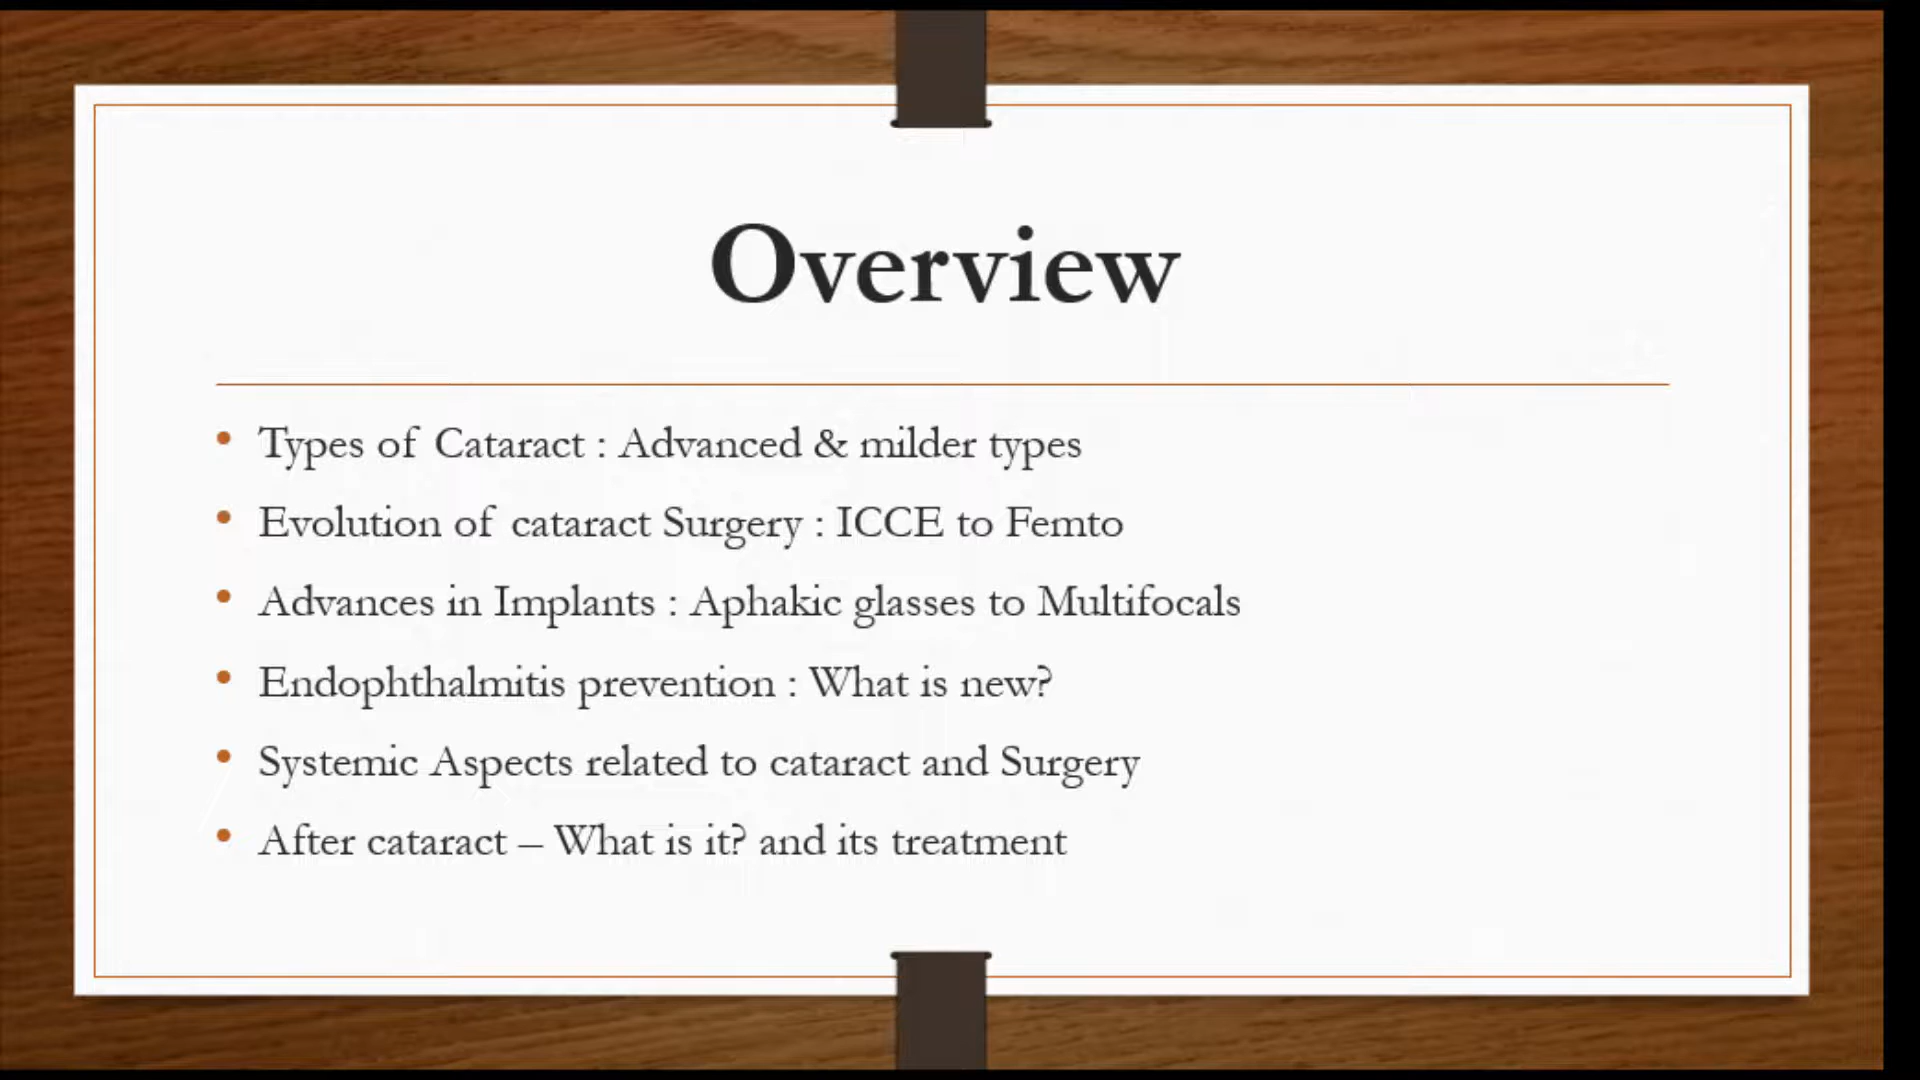 Overview
• Types of Cataract : Advanced & milder types
• Evolution of cataract Surgery : ICCE to Femto
• Advances in Implants : Aphakic glasses to Multifocals
• Endophthalmitis prevention : What is new?
• Systemic Aspects related to cataract and Surgery
• After cataract – What is it? and its treatment